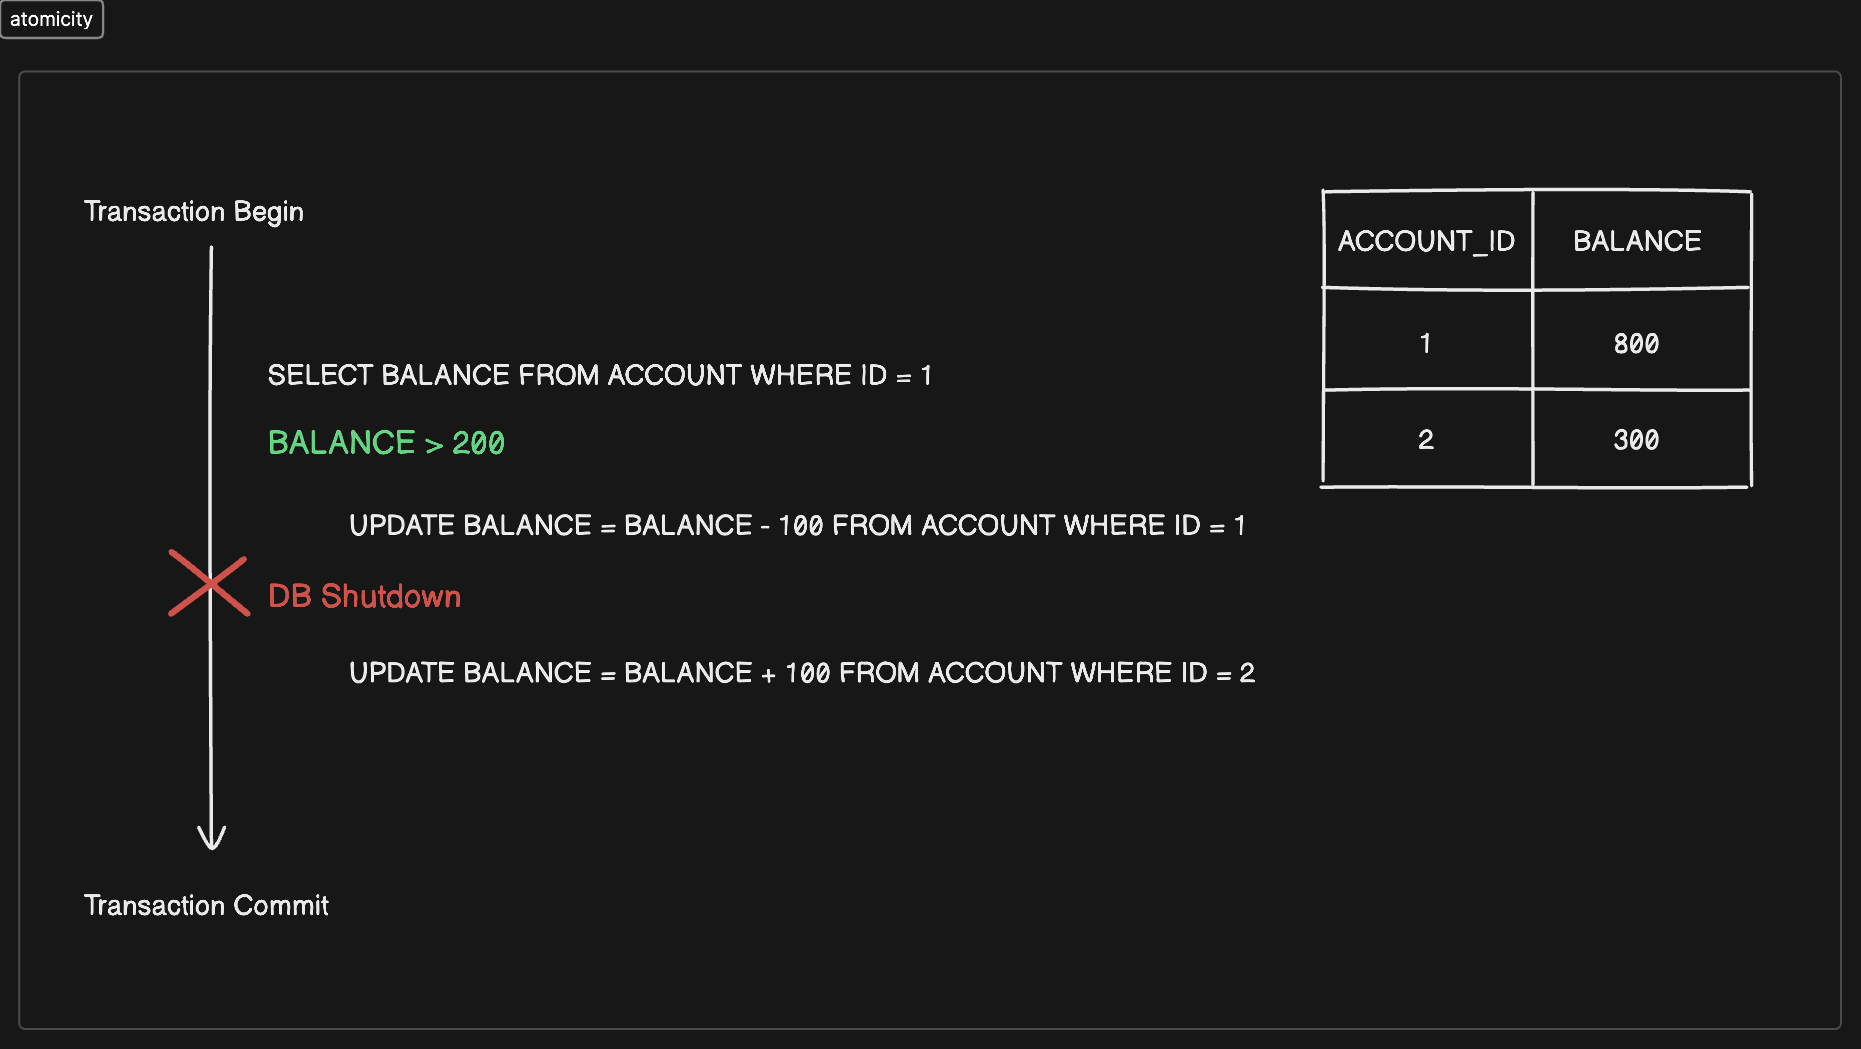 atomicity
Transaction Begin
SELECT BALANCE FROM ACCOUNT WHERE ID = 1
BALANCE > 200
UPDATE BALANCE = BALANCE - 100 FROM ACCOUNT WHERE ID = 1
DB Shutdown
UPDATE BALANCE = BALANCE + 100 FROM ACCOUNT WHERE ID = 2
Transaction Commit
ACCOUNT_ID BALANCE
1 800
2 300